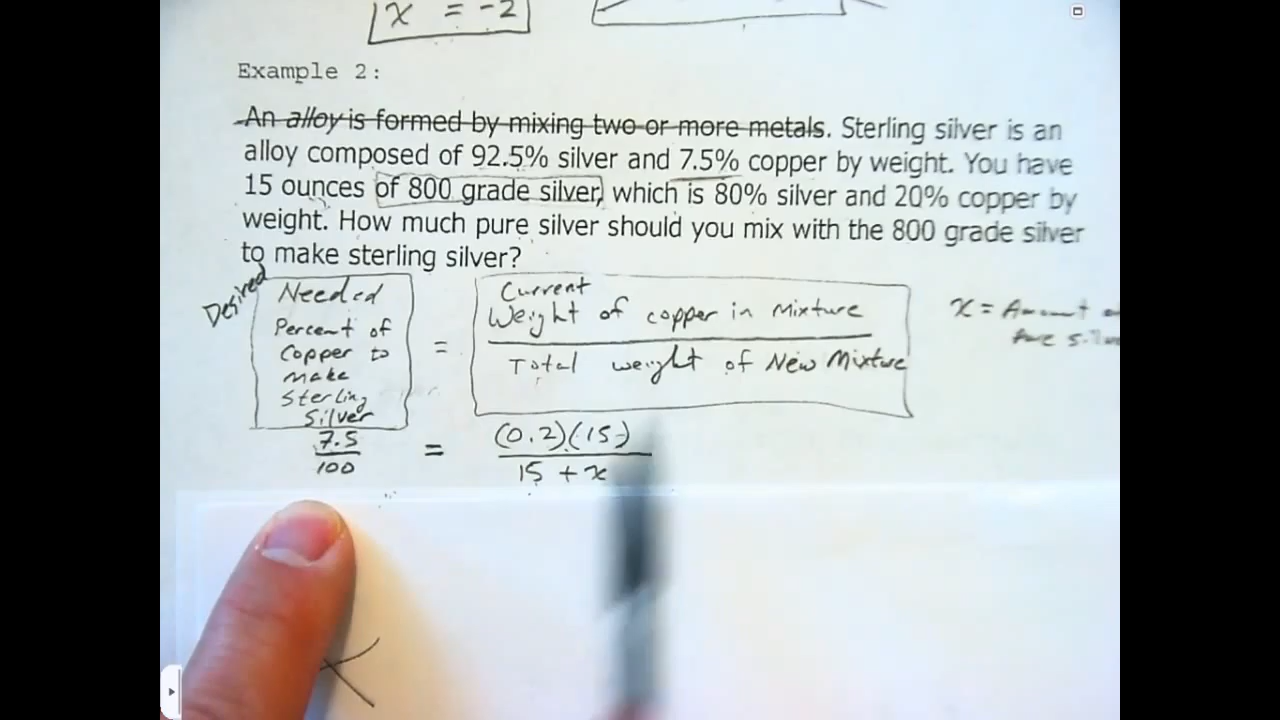 x = -2
Example 2:
An alloy is formed by mixing two or more metals. Sterling silver is an
alloy composed of 92.5% silver and 7.5% copper by weight. You have
15 ounces of 800 grade silver, which is 80% silver and 20% copper by
weight. How much pure silver should you mix with the 800 grade silver
to make sterling silver?
Desired
Needed
Percent of
Copper to
make
Sterling
Silver
=
Current
Weight of copper in Mixture
Total weight of New Mixture
x = Amount
Pure
7.5
100
=
(0.2)(15)
15 + x